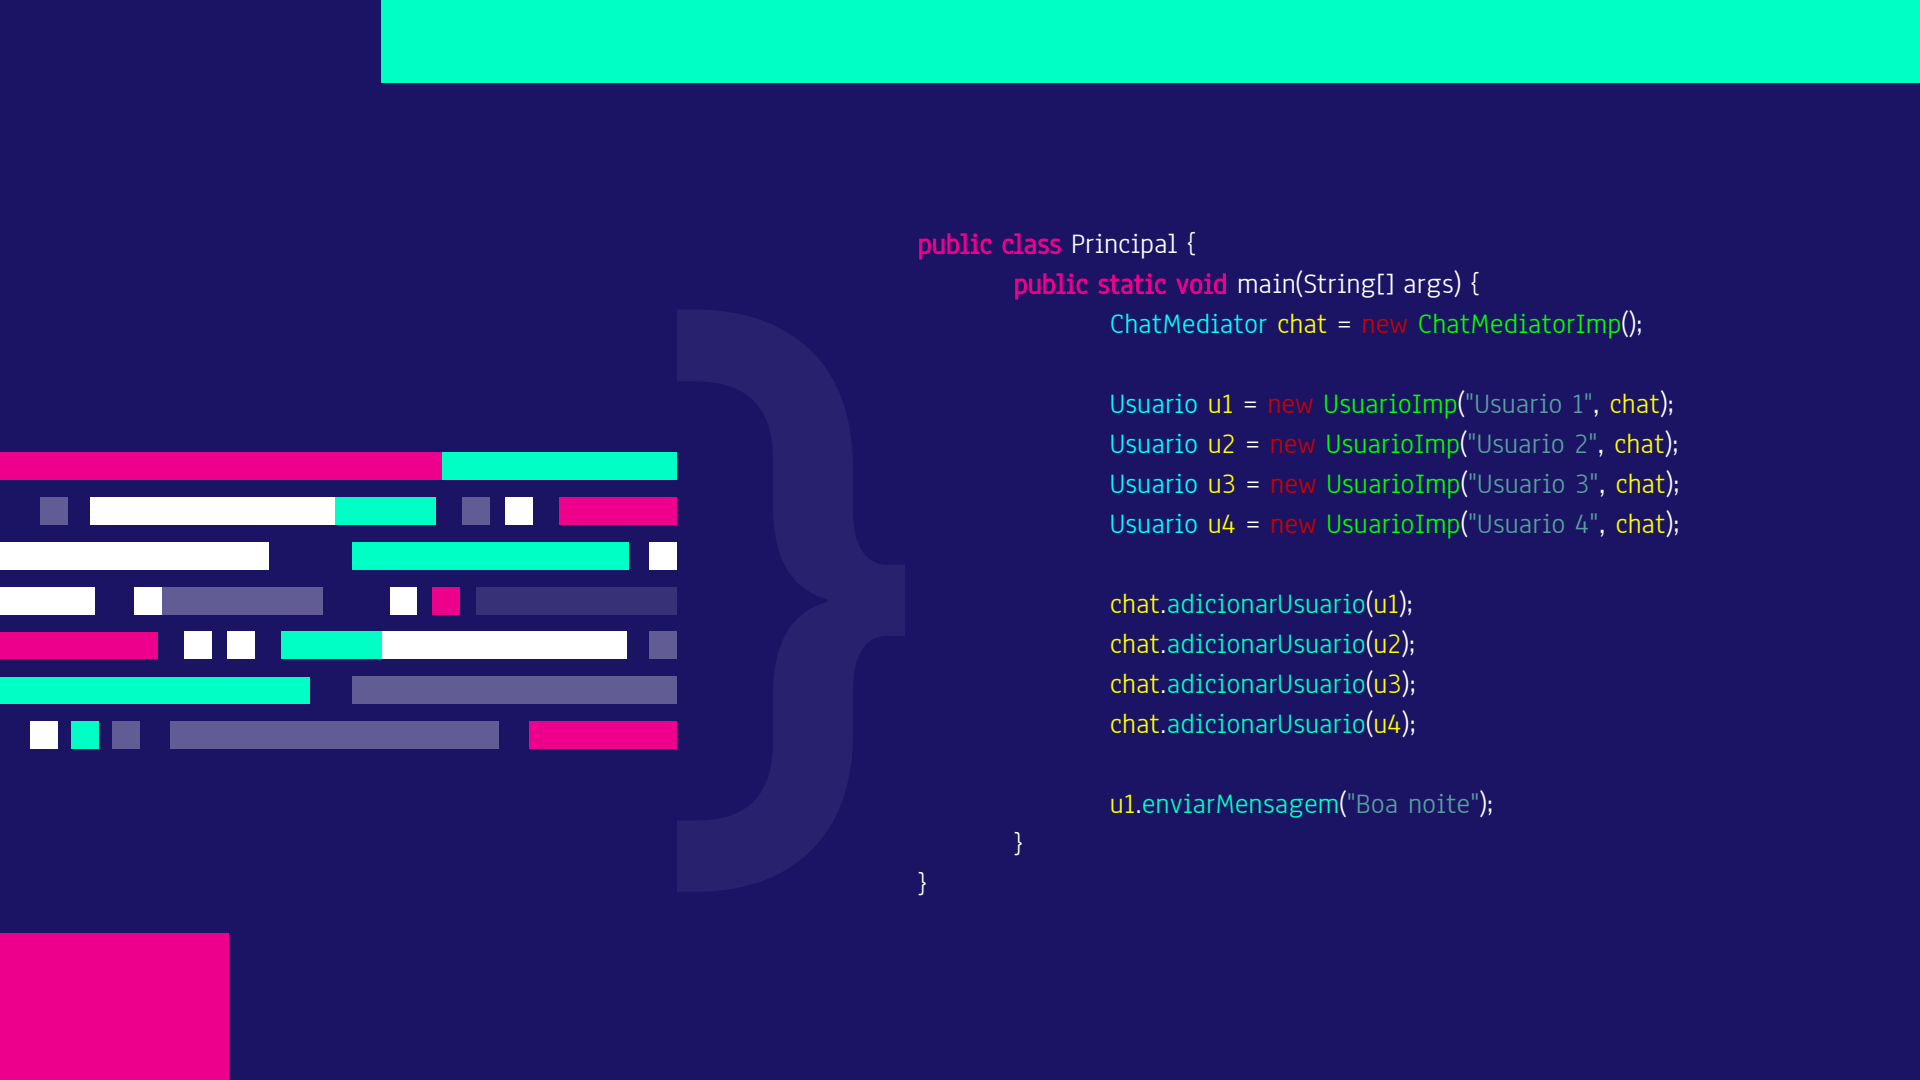 public class Principal {
public static void main(String[] args) {
ChatMediator chat = new ChatMediatorImp();
Usuario u1 = new UsuarioImp("Usuario 1", chat);
Usuario u2 = new UsuarioImp("Usuario 2", chat);
Usuario u3 = new UsuarioImp("Usuario 3", chat);
Usuario u4 = new UsuarioImp("Usuario 4", chat);
chat.adicionarUsuario(u1);
chat.adicionarUsuario(u2);
chat.adicionarUsuario(u3);
chat.adicionarUsuario(u4);
u1.enviarMensagem("Boa noite");
}
}